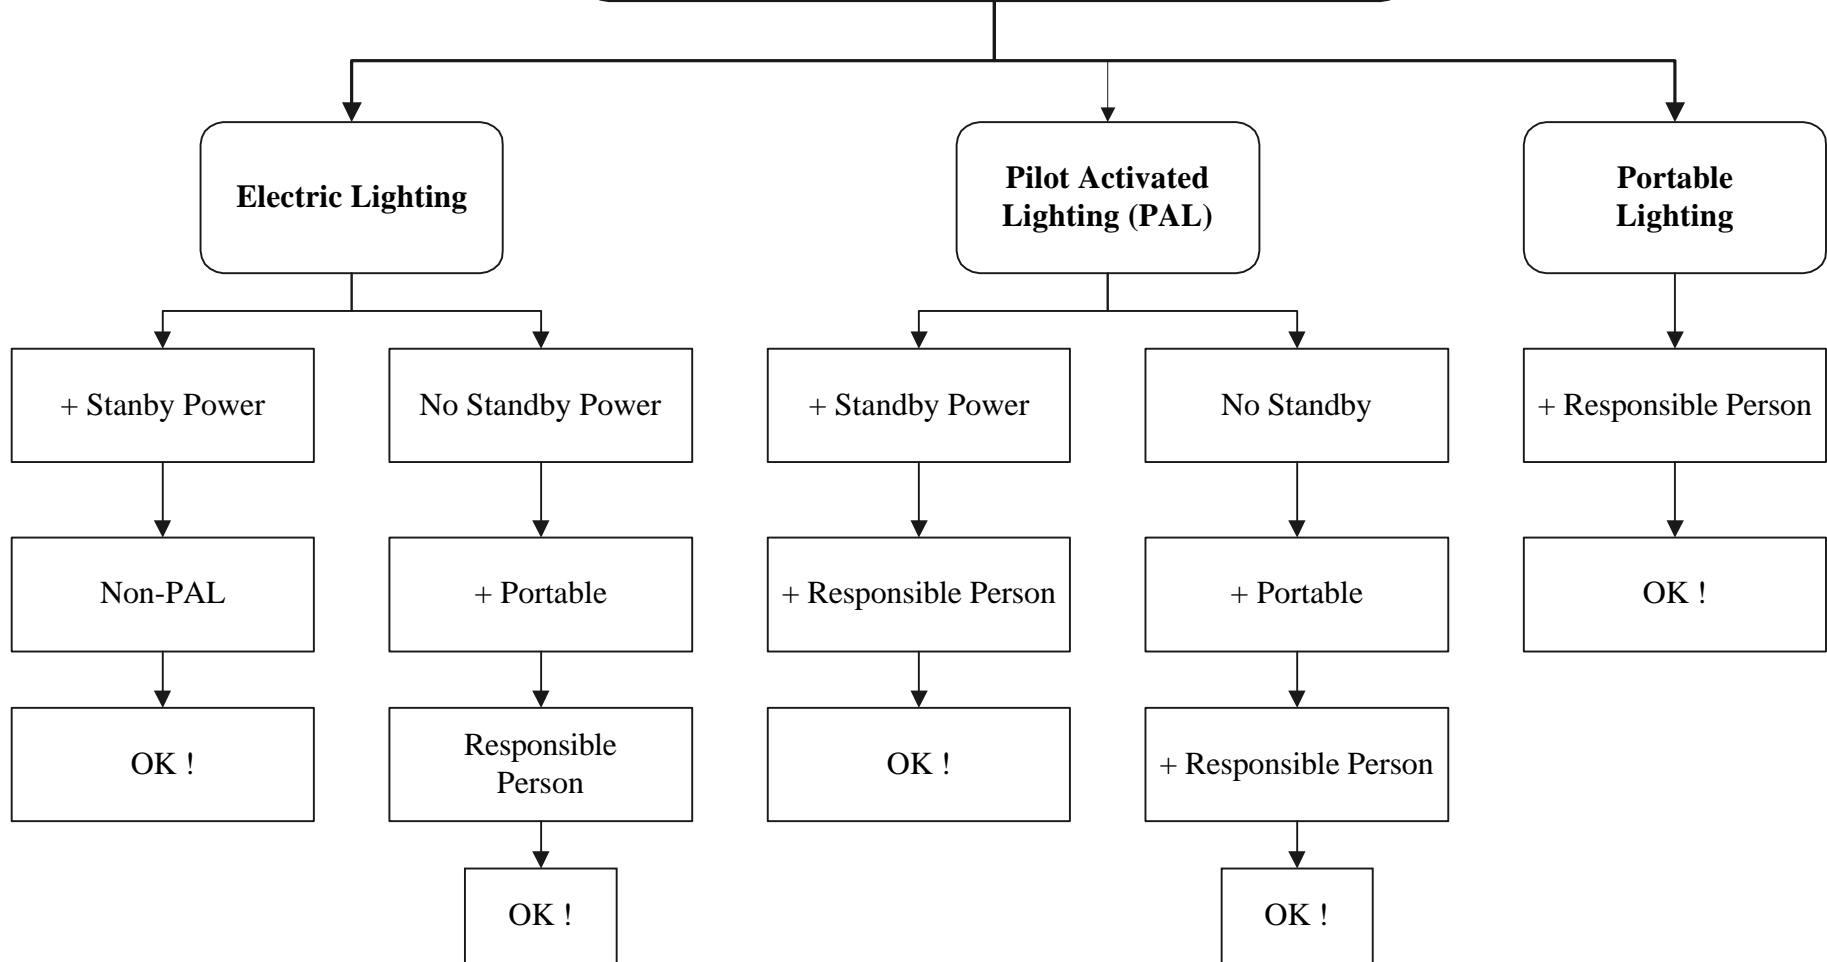 Electric Lighting
Pilot Activated
Lighting (PAL)
Portable
Lighting
+ Stanby Power
No Standby Power
+ Standby Power
No Standby
+ Responsible Person
Non-PAL
+ Portable
+ Responsible Person
+ Portable
OK !
OK !
Responsible
Person
OK !
+ Responsible Person
OK !
OK !